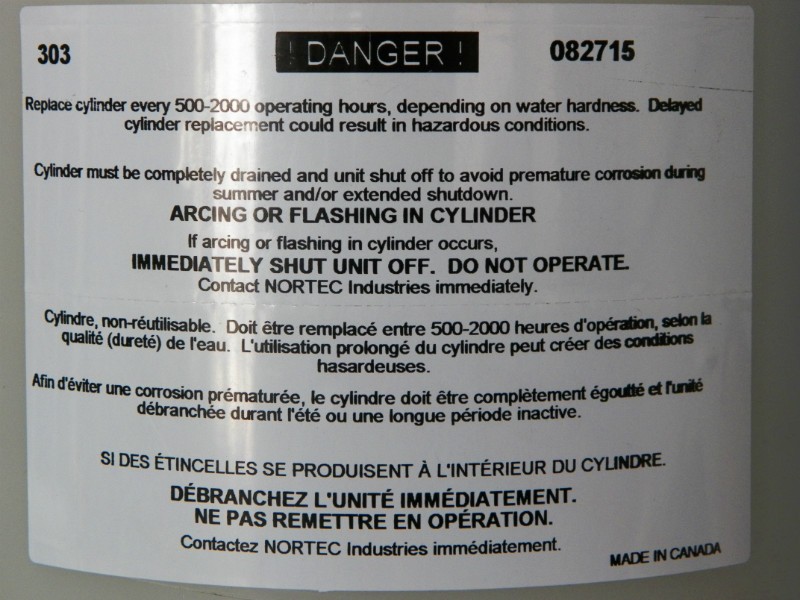 303 ! DANGER ! 082715
Replace cylinder every 500-2000 operating hours, depending on water hardness. Delayed
cylinder replacement could result in hazardous conditions.
Cylinder must be completely drained and unit shut off to avoid premature corrosion during
summer and/or extended shutdown.
ARCING OR FLASHING IN CYLINDER
If arcing or flashing in cylinder occurs,
IMMEDIATELY SHUT UNIT OFF. DO NOT OPERATE.
Contact NORTEC Industries immediately.
Cylindre, non-réutilisable. Doit être remplacé entre 500-2000 heures d'opération, selon la
qualité (dureté) de l'eau. L'utilisation prolongé du cylindre peut créer des conditions
hasardeuses.
Afin d'éviter une corrosion prématurée, le cylindre doit être complètement égoutté et l'unité
débranchée durant l'été ou une longue période inactive.
SI DES ÉTINCELLES SE PRODUISENT À L'INTÉRIEUR DU CYLINDRE.
DÉBRANCHEZ L'UNITÉ IMMÉDIATEMENT.
NE PAS REMETTRE EN OPÉRATION.
Contactez NORTEC Industries immédiatement.
MADE IN CANADA